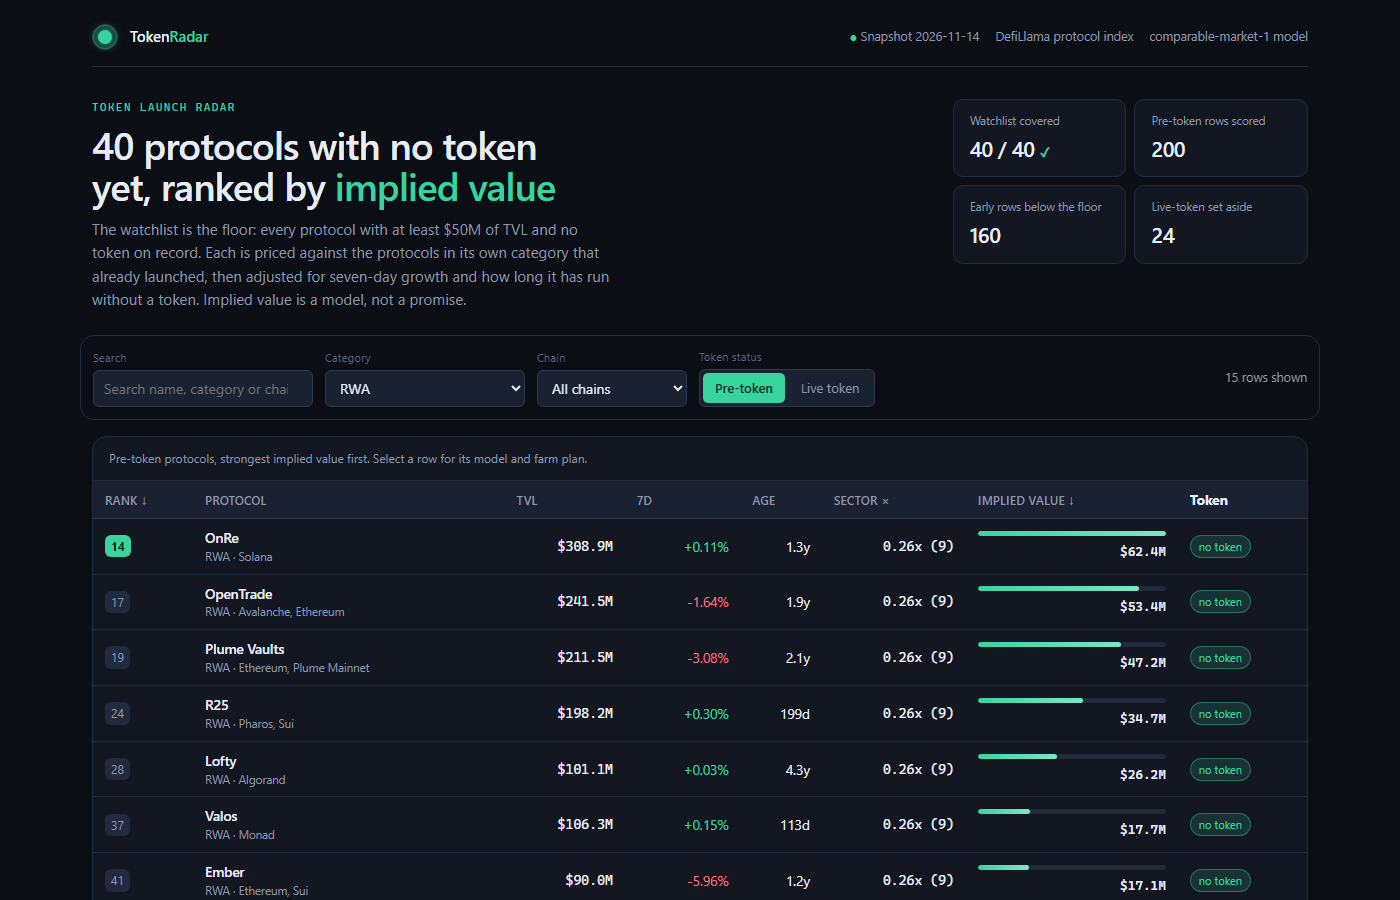 TokenRadar
● Snapshot 2026-11-14 DefiLlama protocol index comparable-market-1 model
TOKEN LAUNCH RADAR
40 protocols with no token
yet, ranked by implied value
The watchlist is the floor: every protocol with at least $50M of TVL and no
token on record. Each is priced against the protocols in its own category that
already launched, then adjusted for seven-day growth and how long it has run
without a token. Implied value is a model, not a promise.
Watchlist covered
40 / 40 ✓
Pre-token rows scored
200
Early rows below the floor
160
Live-token set aside
24
Search
Search name, category or chai
Category
RWA
Chain
All chains
Token status
Pre-token Live token
15 rows shown
Pre-token protocols, strongest implied value first. Select a row for its model and farm plan.
RANK ↓ PROTOCOL TVL 7D AGE SECTOR × IMPLIED VALUE ↓ Token
14 OnRe $308.9M +0.11% 1.3y 0.26x (9) $62.4M no token
RWA · Solana
17 OpenTrade $241.5M -1.64% 1.9y 0.26x (9) $53.4M no token
RWA · Avalanche, Ethereum
19 Plume Vaults $211.5M -3.08% 2.1y 0.26x (9) $47.2M no token
RWA · Ethereum, Plume Mainnet
24 R25 $198.2M +0.30% 199d 0.26x (9) $34.7M no token
RWA · Pharos, Sui
28 Lofty $101.1M +0.03% 4.3y 0.26x (9) $26.2M no token
RWA · Algorand
37 Valos $106.3M +0.15% 113d 0.26x (9) $17.7M no token
RWA · Monad
41 Ember $90.0M -5.96% 1.2y 0.26x (9) $17.1M no token
RWA · Ethereum, Sui